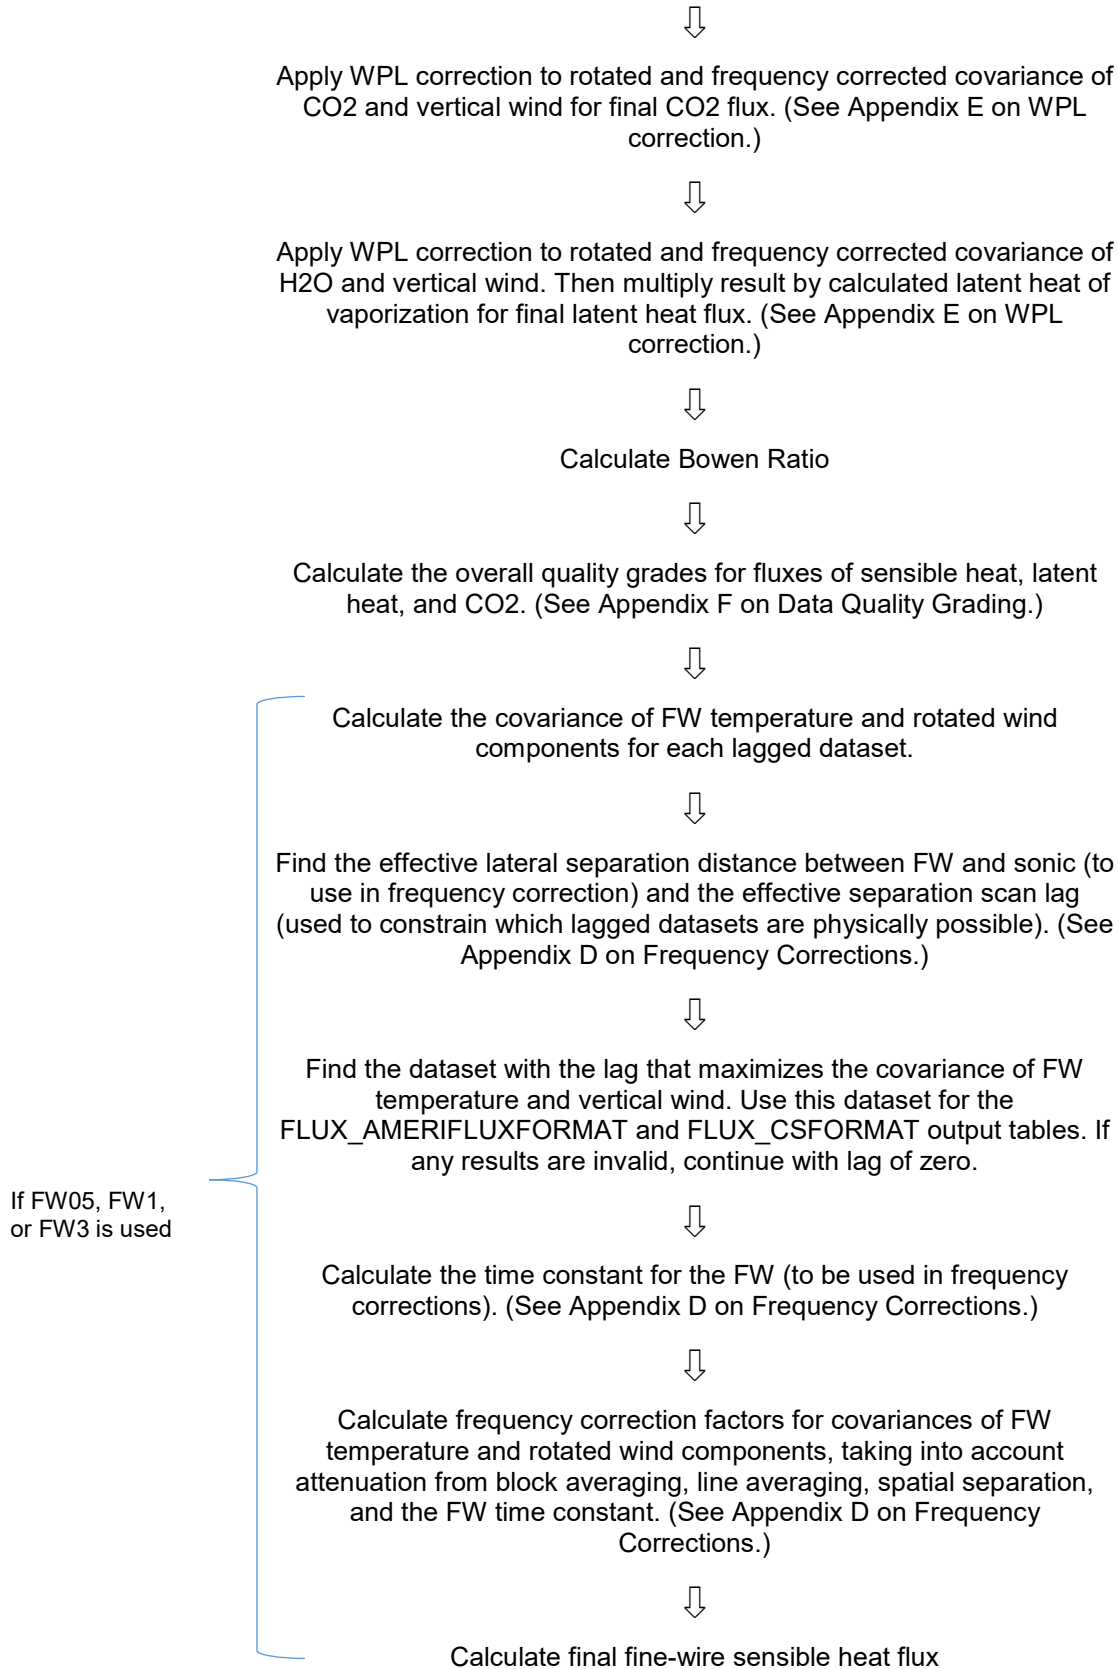 Apply WPL correction to rotated and frequency corrected covariance of
CO2 and vertical wind for final CO2 flux. (See Appendix E on WPL
correction.)
Apply WPL correction to rotated and frequency corrected covariance of
H2O and vertical wind. Then multiply result by calculated latent heat of
vaporization for final latent heat flux. (See Appendix E on WPL
correction.)
Calculate Bowen Ratio
Calculate the overall quality grades for fluxes of sensible heat, latent
heat, and CO2. (See Appendix F on Data Quality Grading.)
Calculate the covariance of FW temperature and rotated wind
components for each lagged dataset.
Find the effective lateral separation distance between FW and sonic (to
use in frequency correction) and the effective separation scan lag
(used to constrain which lagged datasets are physically possible). (See
Appendix D on Frequency Corrections.)
Find the dataset with the lag that maximizes the covariance of FW
temperature and vertical wind. Use this dataset for the
FLUX_AMERIFLUXFORMAT and FLUX_CSFORMAT output tables. If
any results are invalid, continue with lag of zero.
If FW05, FW1,
or FW3 is used
Calculate the time constant for the FW (to be used in frequency
corrections). (See Appendix D on Frequency Corrections.)
Calculate frequency correction factors for covariances of FW
temperature and rotated wind components, taking into account
attenuation from block averaging, line averaging, spatial separation,
and the FW time constant. (See Appendix D on Frequency
Corrections.)
Calculate final fine-wire sensible heat flux